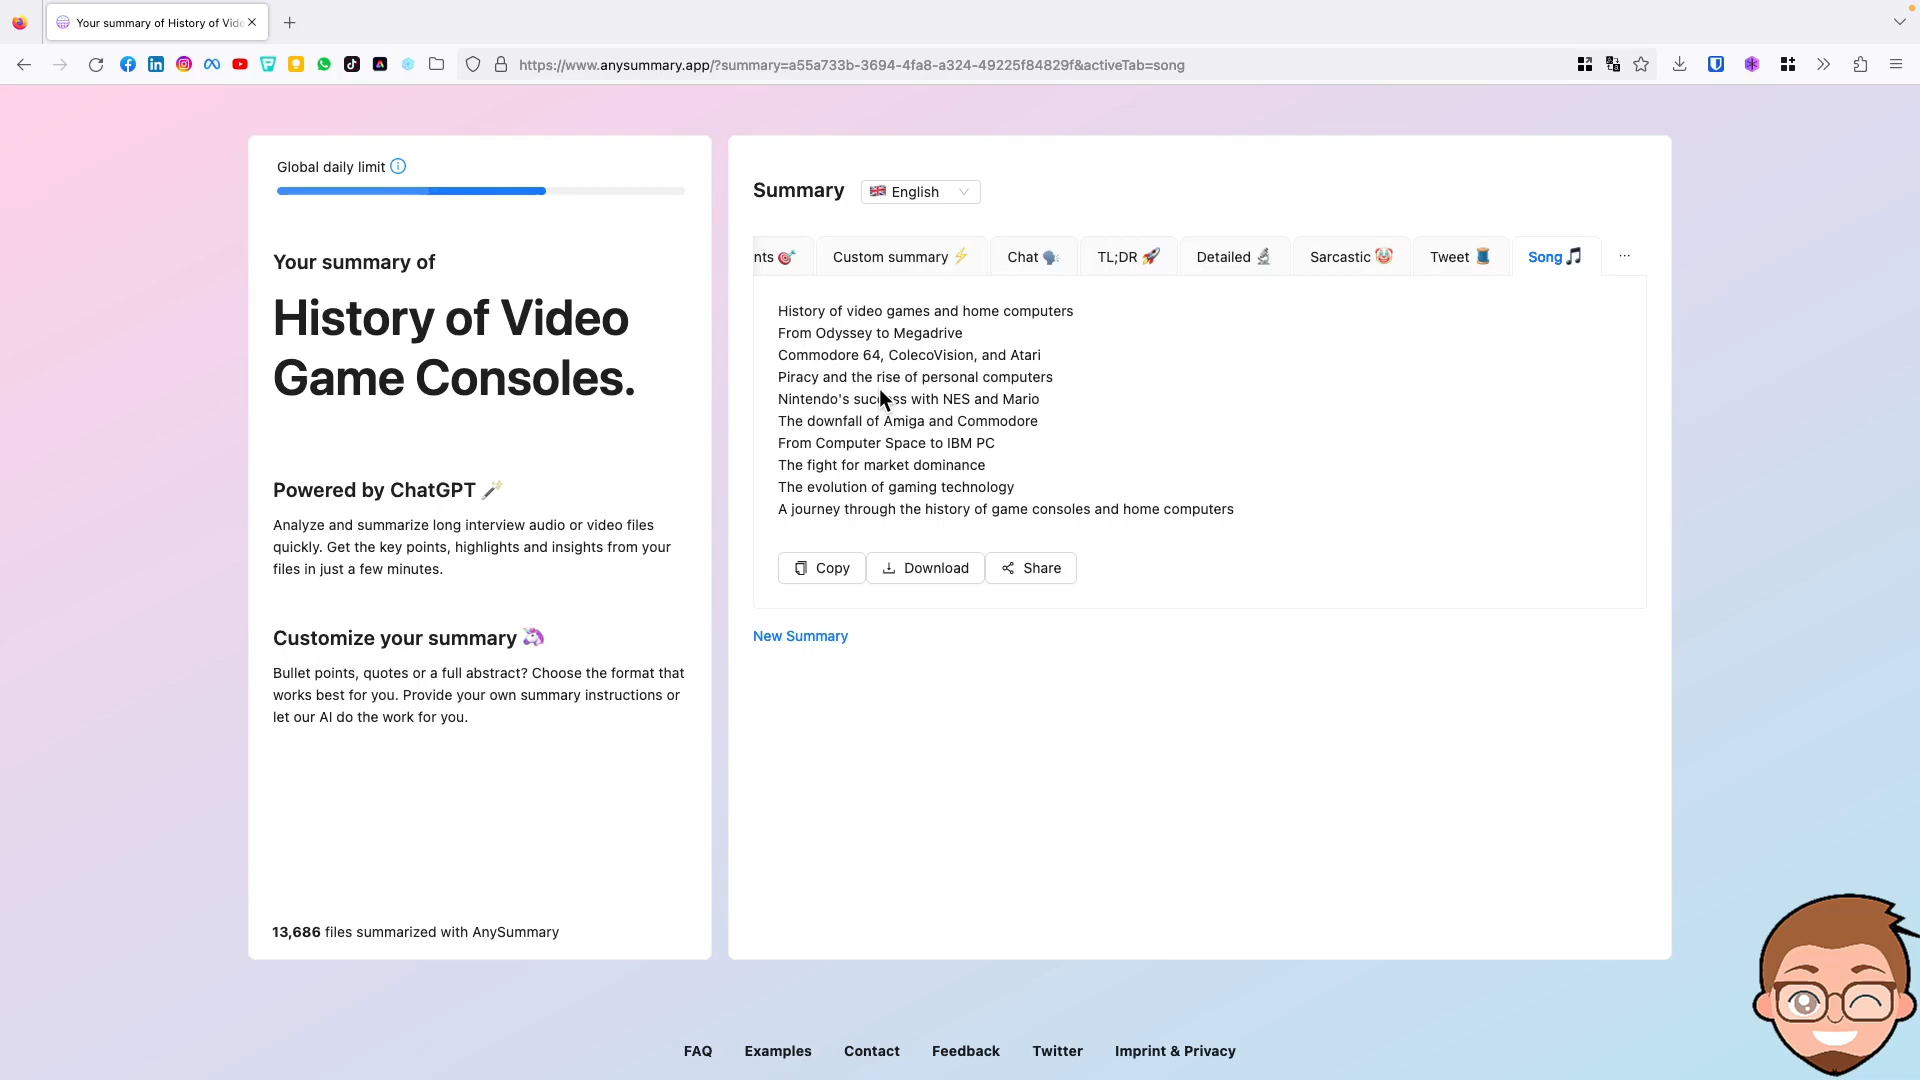 Your summary of History of Vide
https://www.anysummary.app/?summary=a55a733b-3694-4fa8-a324-49225f84829f&activeTab=song
Global daily limit
Your summary of
History of Video
Game Consoles.
Powered by ChatGPT
Analyze and summarize long interview audio or video files
quickly. Get the key points, highlights and insights from your
files in just a few minutes.
Customize your summary
Bullet points, quotes or a full abstract? Choose the format that
works best for you. Provide your own summary instructions or
let our AI do the work for you.
13,686 files summarized with AnySummary
Summary English
nts Custom summary Chat TL;DR Detailed Sarcastic Tweet Song ...
History of video games and home computers
From Odyssey to Megadrive
Commodore 64, ColecoVision, and Atari
Piracy and the rise of personal computers
Nintendo's success with NES and Mario
The downfall of Amiga and Commodore
From Computer Space to IBM PC
The fight for market dominance
The evolution of gaming technology
A journey through the history of game consoles and home computers
Copy Download Share
New Summary
FAQ Examples Contact Feedback Twitter Imprint & Privacy